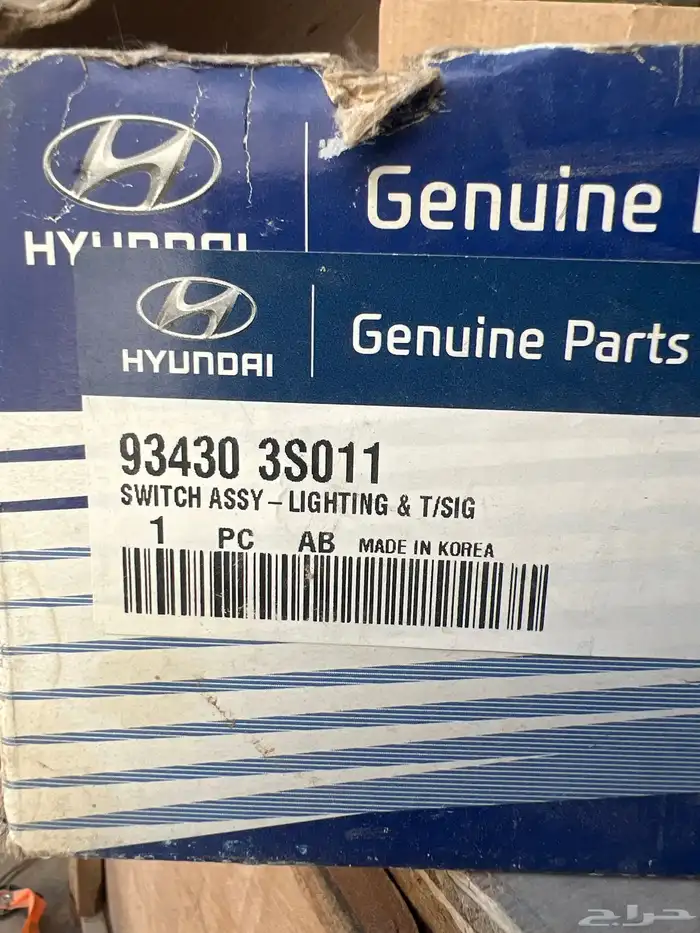 Genuine
HYUNDAI
HYUNDAI
Genuine Parts
93430 3S011
SWITCH ASSY-LIGHTING & T/SIG
1 PC AB MADE IN KOREA
حراج